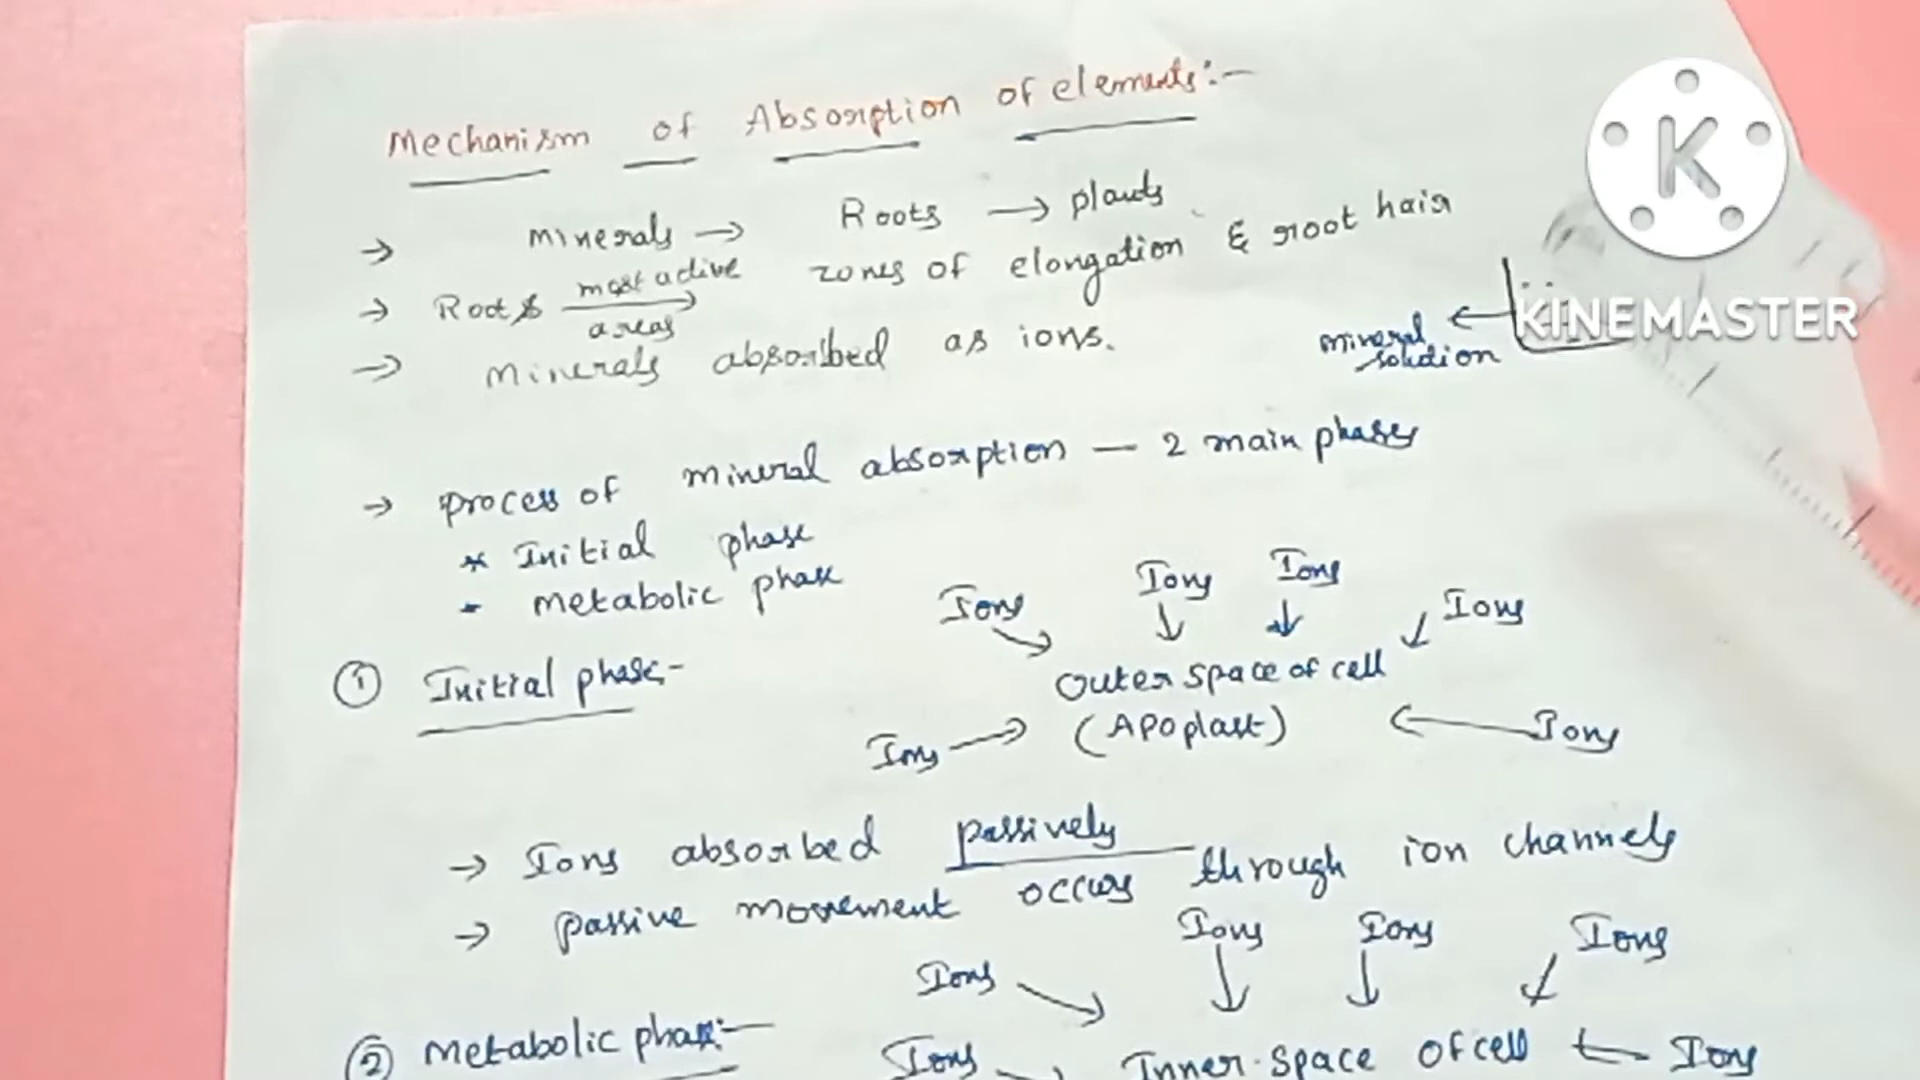 Mechanism of Absorption of elements:-
→ Minerals → Roots → plants
→ Roots most active areas → zones of elongation & root hair
→ Minerals absorbed as ions.
mineral solution ←
K
KINEMASTER
→ process of mineral absorption — 2 main phases
* Initial phase
* metabolic phase
Ions Ions Ions Ions
① Initial phase:-
Outer space of cell
(Apoplast)
Ions → ← Ions
→ Ions absorbed passively
→ passive movement occurs through ion channels
Ions Ions Ions Ions
② Metabolic phase:-
Ions → Inner space of cell ← Ions